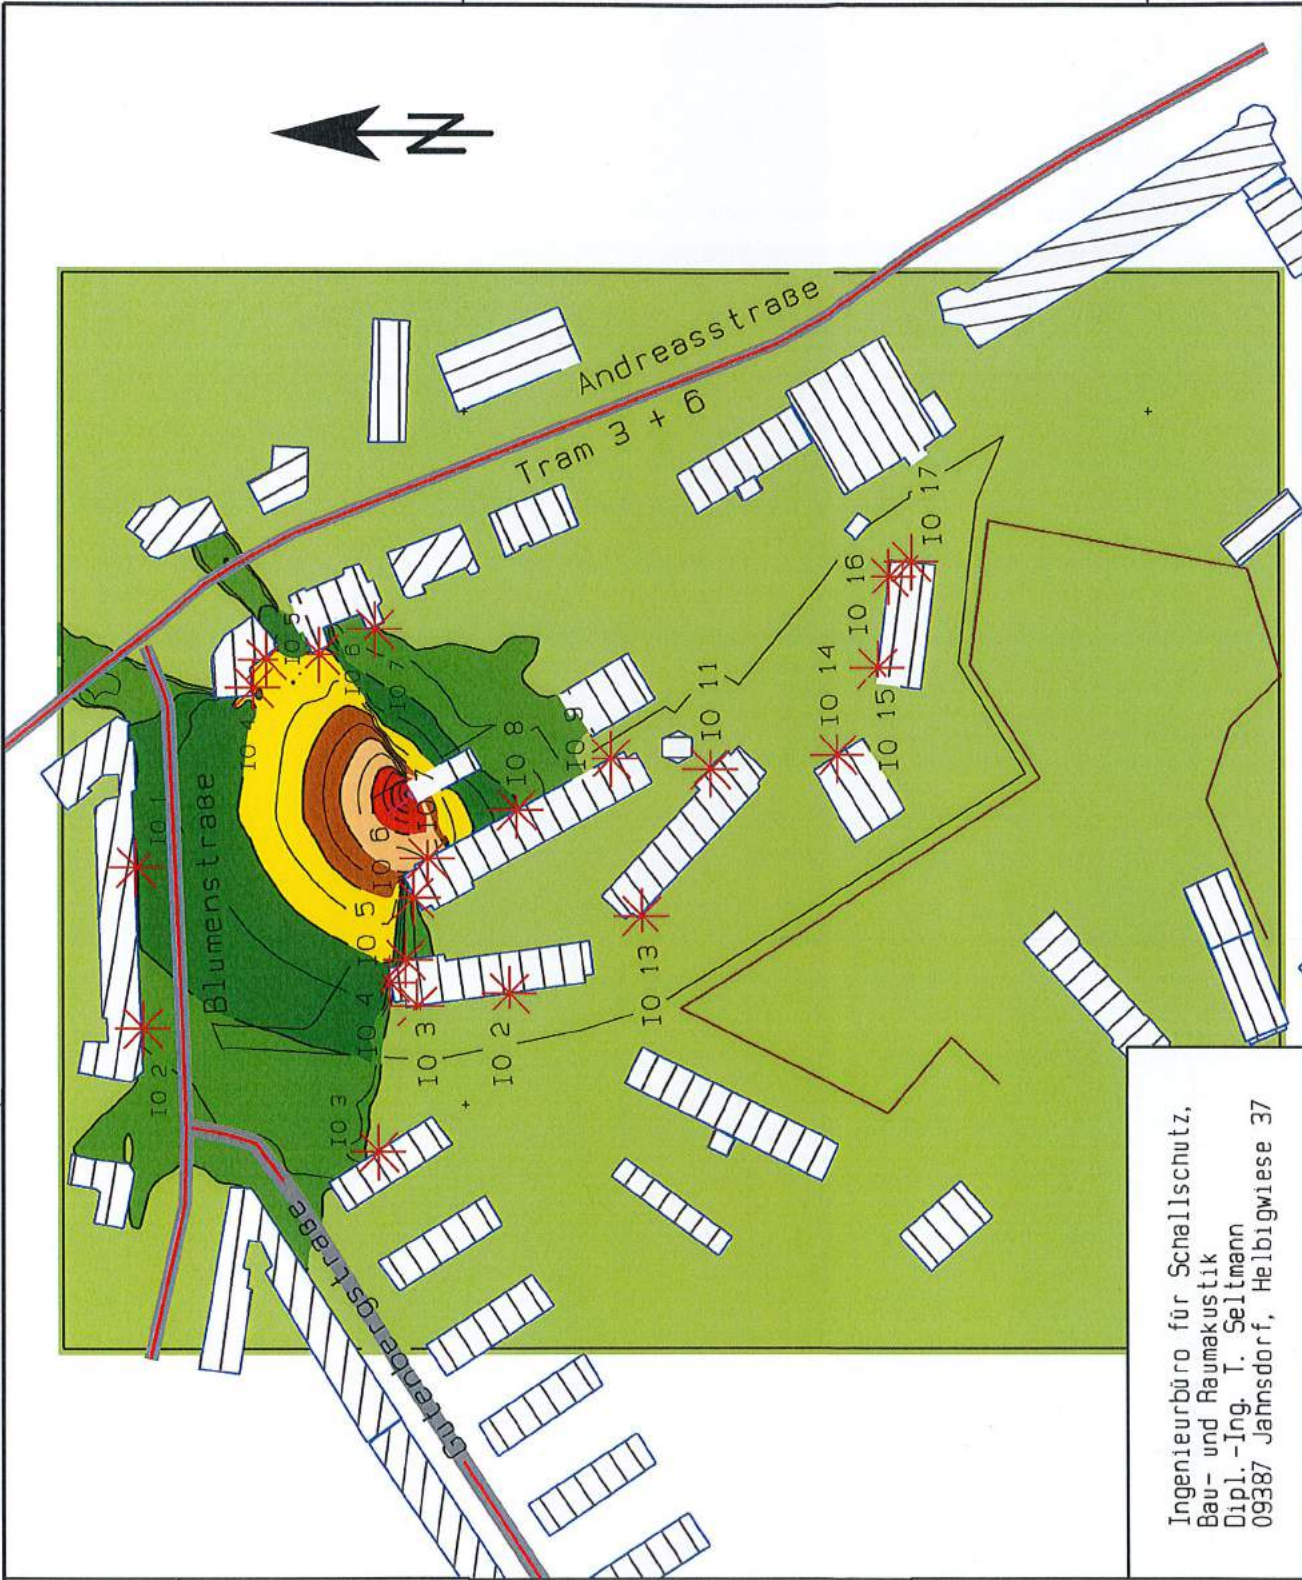 N
Andreasstraße
Tram 3 + 6
Blumenstraße
Gutenbergstraße
IO 1
IO 2
IO 3
IO 4
IO 5
IO 6
IO 7
IO 4
IO 5
IO 6
IO 7
IO 8
IO 9
IO 3
IO 2
IO 11
IO 13
IO 14
IO 15
IO 16
IO 17
Ingenieurbüro für Schallschutz,
Bau- und Raumakustik
Dipl.-Ing. T. Seltmann
09387 Jahnsdorf, Helbigwiese 37